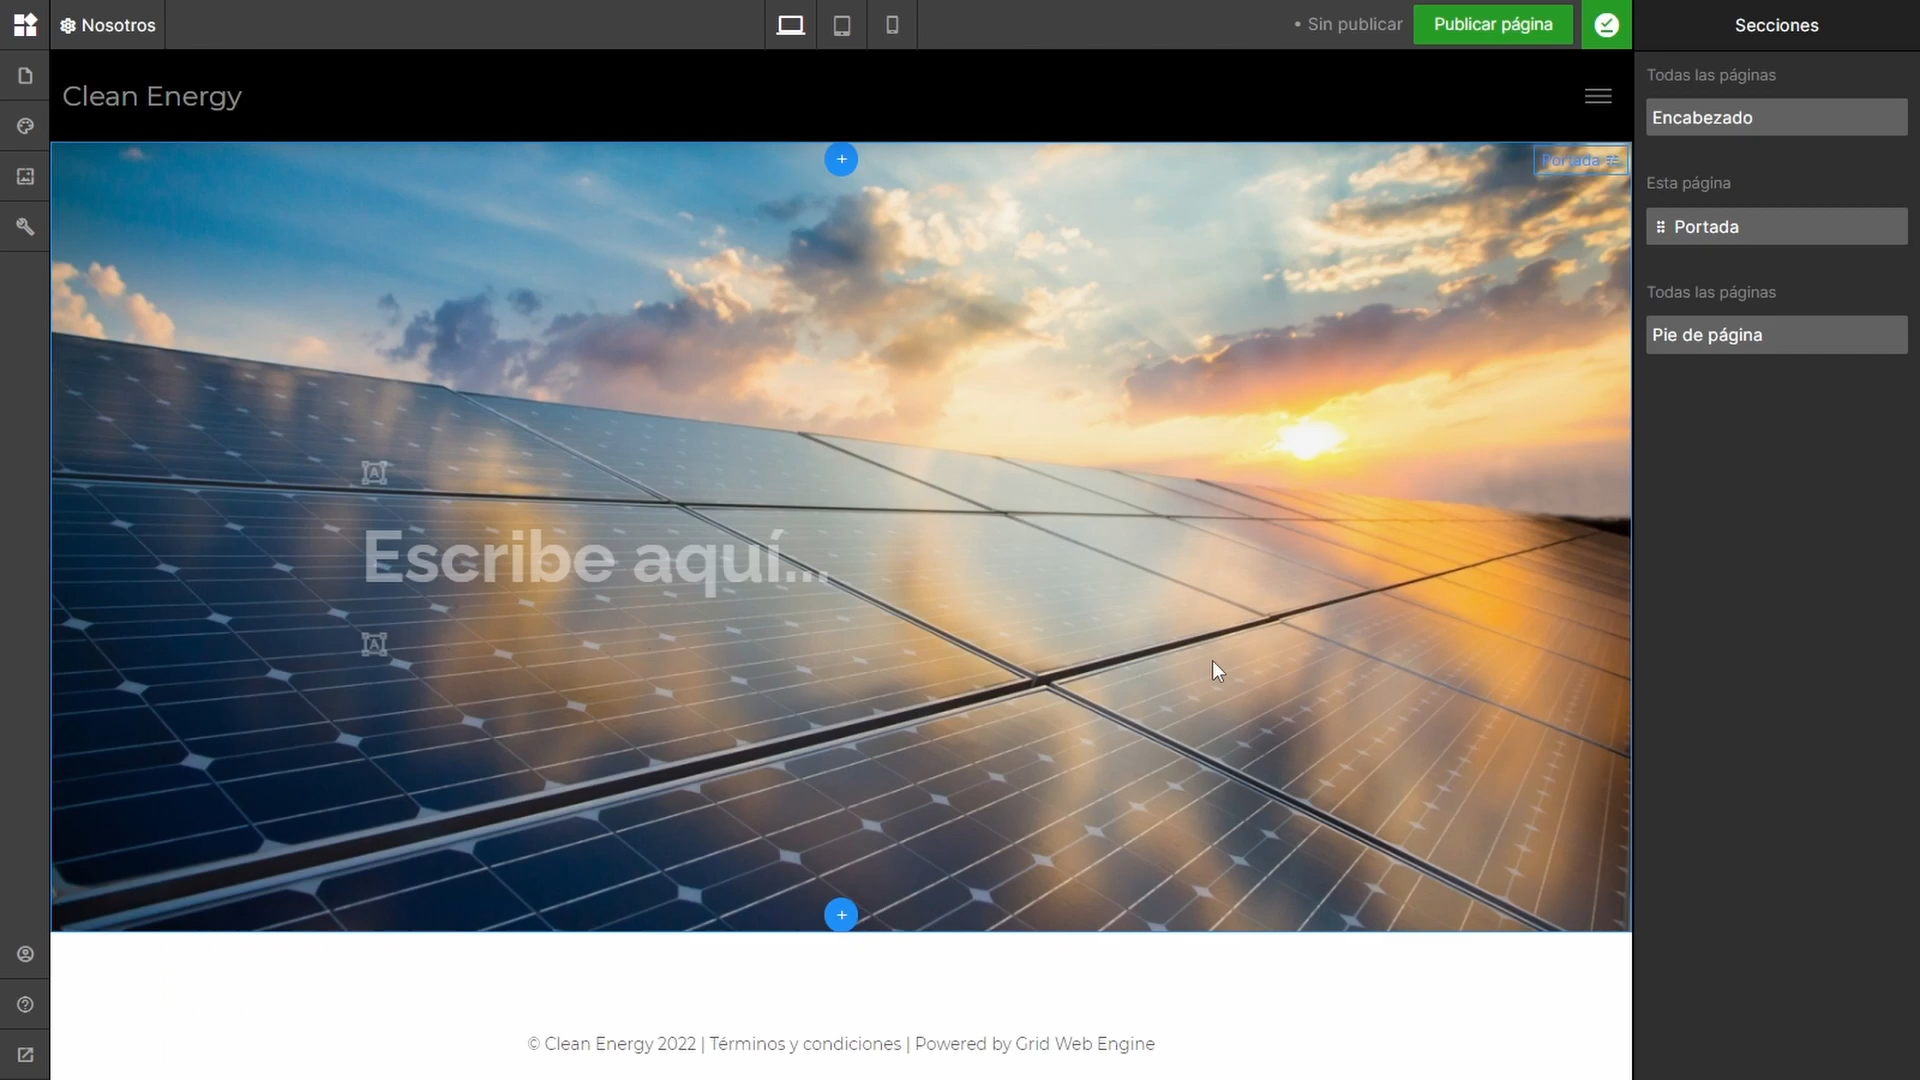 Nosotros
• Sin publicar
Publicar página
Secciones
Clean Energy
Todas las páginas
Encabezado
Portada
Esta página
Portada
Todas las páginas
Pie de página
A
Escribe aquí...
A
© Clean Energy 2022 | Términos y condiciones | Powered by Grid Web Engine